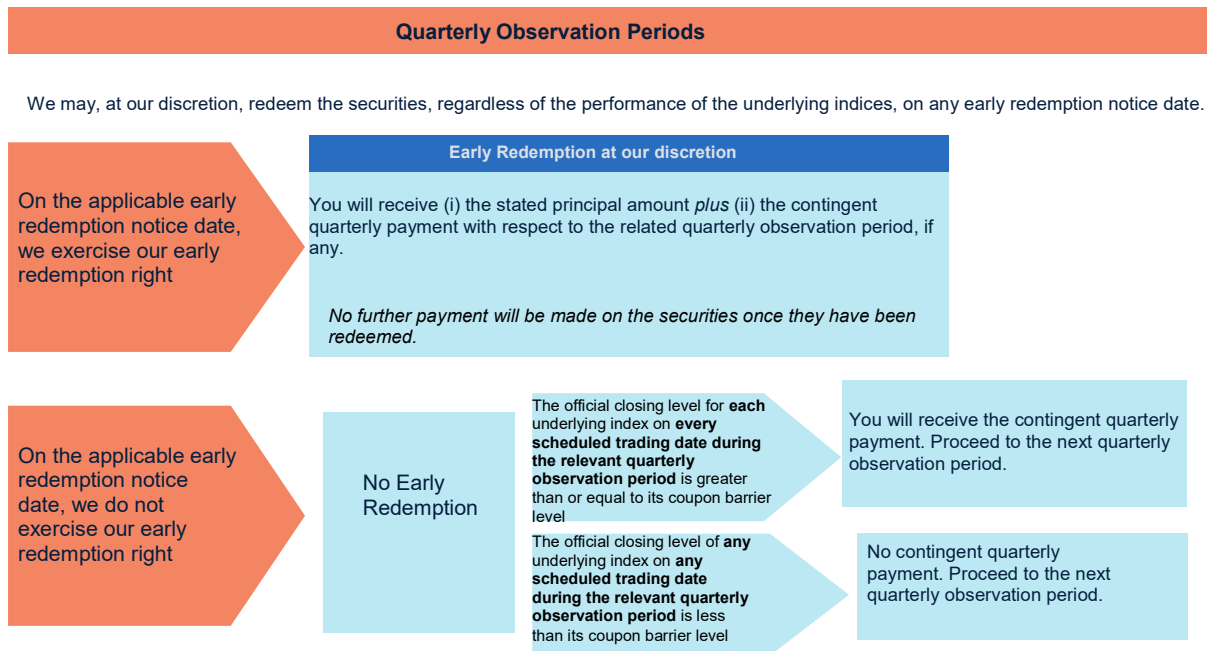 Quarterly Observation Periods
We may, at our discretion, redeem the securities, regardless of the performance of the underlying indices, on any early redemption notice date.
On the applicable early
redemption notice date,
we exercise our early
redemption right
Early Redemption at our discretion
You will receive (i) the stated principal amount plus (ii) the contingent
quarterly payment with respect to the related quarterly observation period, if
any.
No further payment will be made on the securities once they have been
redeemed.
On the applicable early
redemption notice
date, we do not
exercise our early
redemption right
No Early
Redemption
The official closing level for each
underlying index on every
scheduled trading date during
the relevant quarterly
observation period is greater
than or equal to its coupon barrier
level
You will receive the contingent quarterly
payment. Proceed to the next quarterly
observation period.
The official closing level of any
underlying index on any
scheduled trading date
during the relevant quarterly
observation period is less
than its coupon barrier level
No contingent quarterly
payment. Proceed to the next
quarterly observation period.